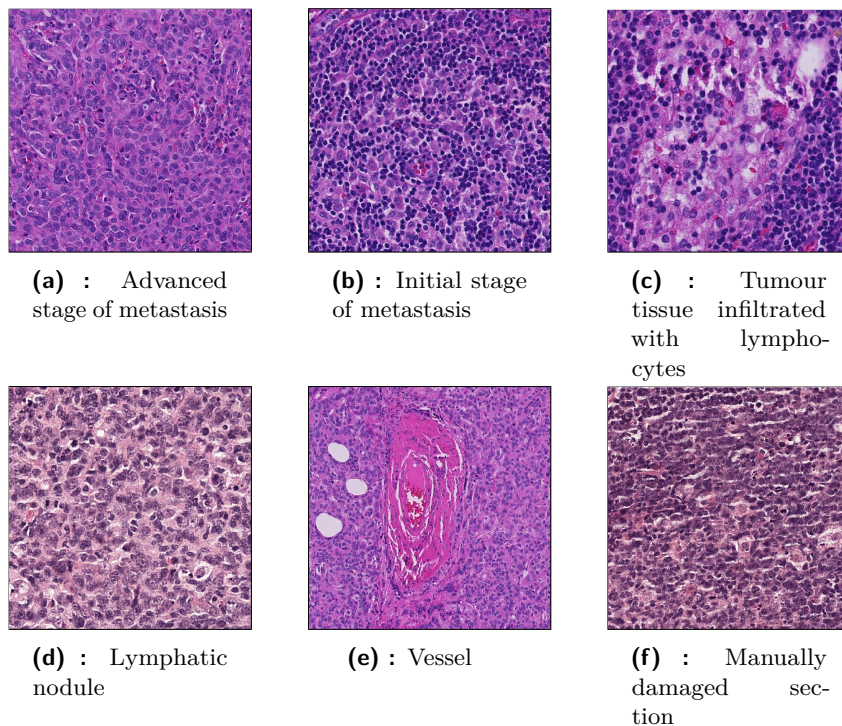 (a) : Advanced
stage of metastasis
(b) : Initial stage
of metastasis
(c) : Tumour
tissue infiltrated
with lympho-
cytes
(d) : Lymphatic
nodule
(e) : Vessel
(f) : Manually
damaged sec-
tion